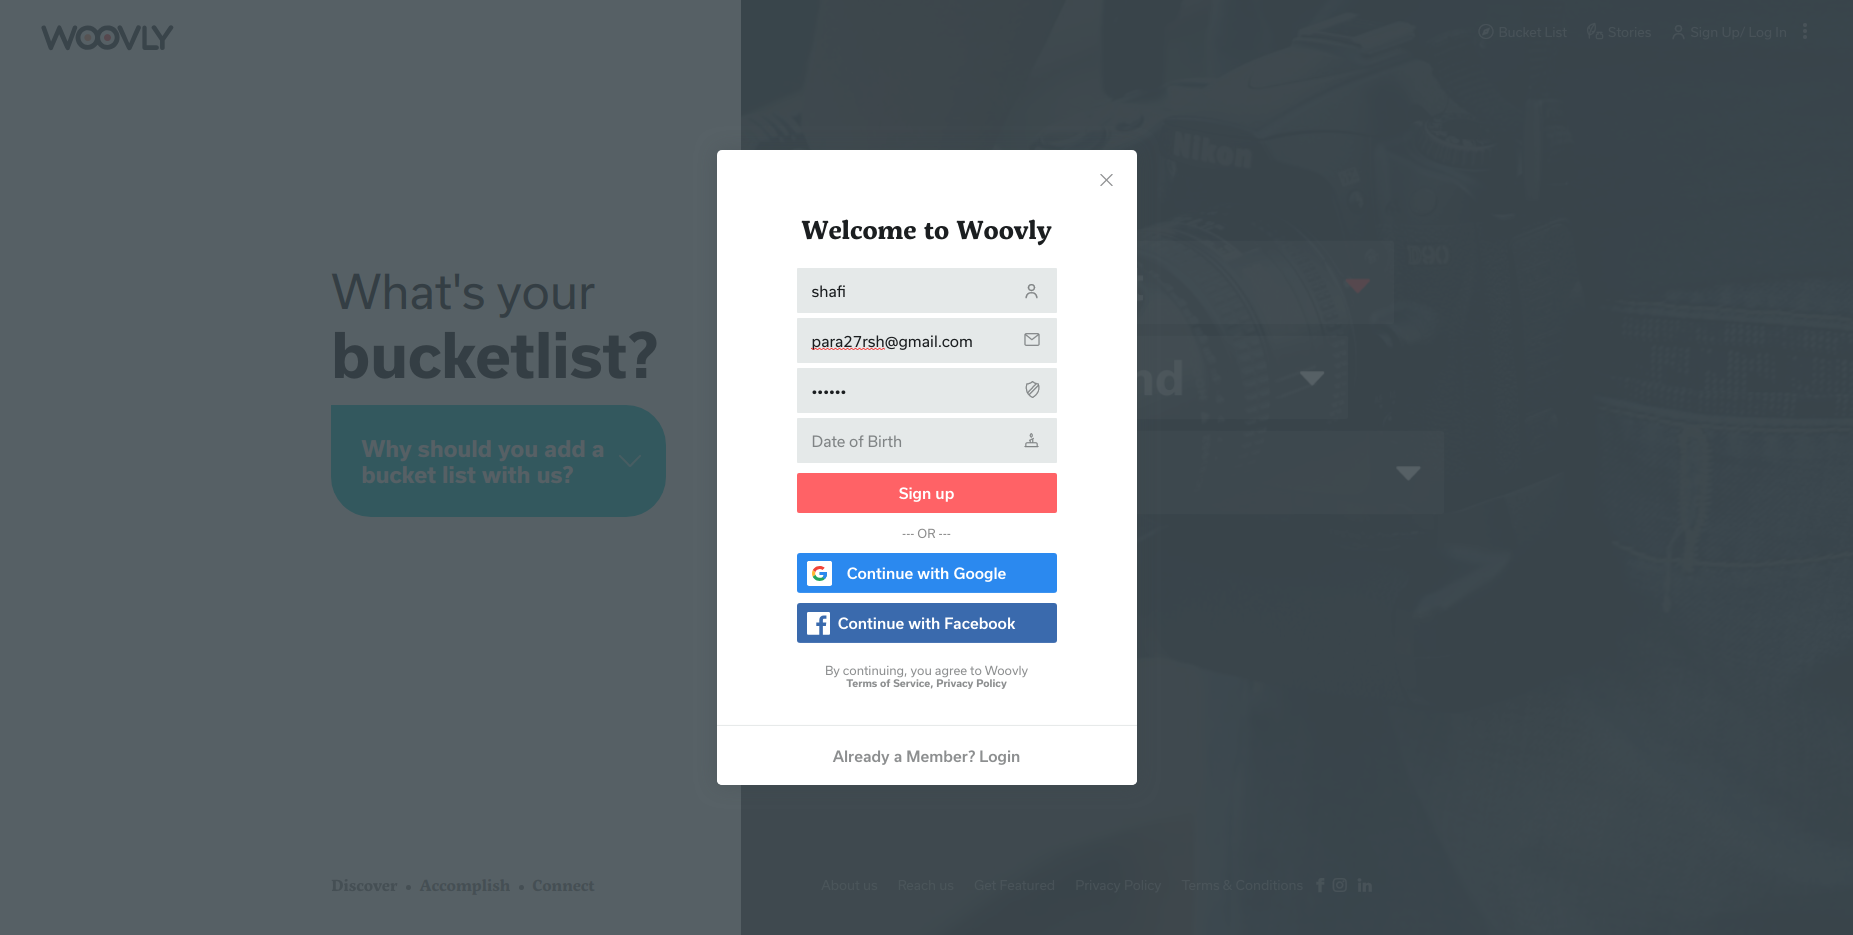 WOOVLY
Bucket List
Stories
Sign Up/ Log In
Nikon
What's your
bucketlist?
Why should you add a
bucket list with us?
Welcome to Woovly
shafi
para27rsh@gmail.com
••••••
Date of Birth
Sign up
--- OR ---
Continue with Google
Continue with Facebook
By continuing, you agree to Woovly
Terms of Service, Privacy Policy
Already a Member? Login
Discover • Accomplish • Connect
About us
Reach us
Get Featured
Privacy Policy
Terms & Conditions